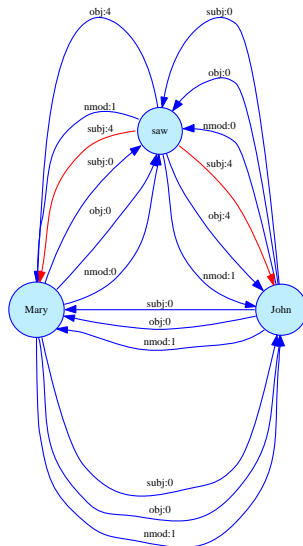 obj:4
subj:0
obj:0
nmod:1
nmod:0
saw
subj:4
subj:0
subj:4
obj:0
obj:4
nmod:0
nmod:1
Mary
subj:0
John
obj:0
nmod:1
subj:0
obj:0
nmod:1